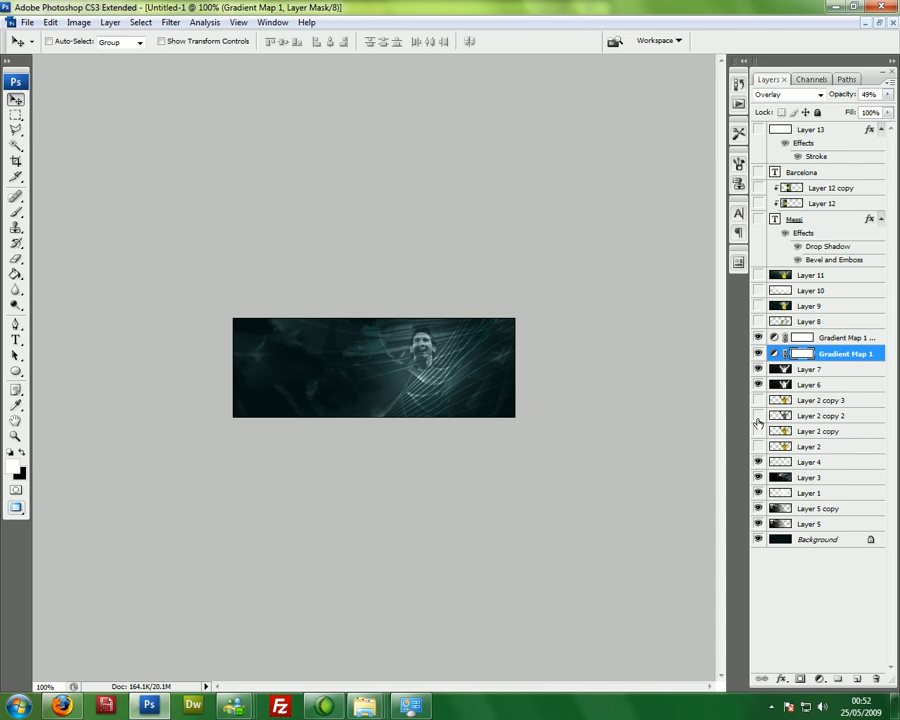 Adobe Photoshop CS3 Extended - [Untitled-1 @ 100% (Gradient Map 1, Layer Mask/8)]
File Edit Image Layer Select Filter Analysis View Window Help
Auto-Select: Group Show Transform Controls Workspace
Ps
Layers Channels Paths
Overlay Opacity: 49%
Lock: Fill: 100%
Layer 13 fx
Effects
Stroke
T Barcelona
Layer 12 copy
Layer 12
T Messi fx
Effects
Drop Shadow
Bevel and Emboss
Layer 11
Layer 10
Layer 9
Layer 8
Gradient Map 1 ...
Gradient Map 1
Layer 7
Layer 6
Layer 2 copy 3
Layer 2 copy 2
Layer 2 copy
Layer 2
Layer 4
Layer 3
Layer 1
Layer 5 copy
Layer 5
Background
100% Doc: 164.1K/20.1M
Ps Dw
00:52
25/05/2009